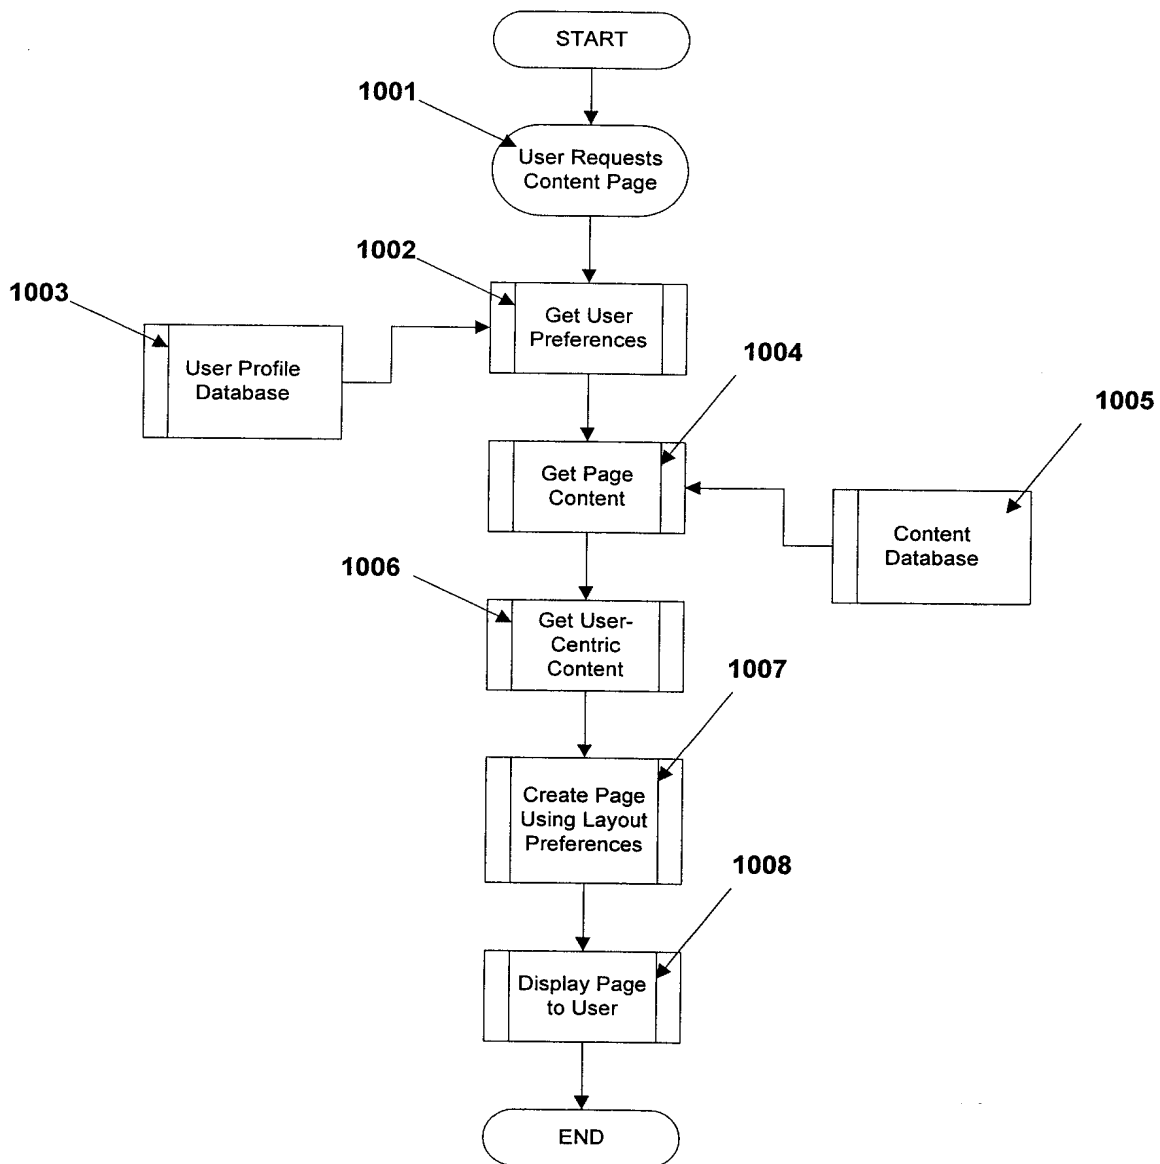 START
1001
User Requests
Content Page
1002
1003
Get User
Preferences
User Profile
Database
1004
1005
Get Page
Content
Content
Database
1006
Get User-
Centric
Content
1007
Create Page
Using Layout
Preferences
1008
Display Page
to User
END